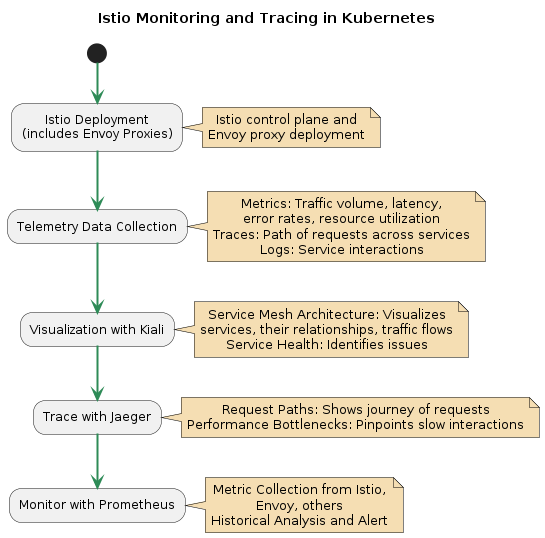 Istio Monitoring and Tracing in Kubernetes
Istio Deployment
(includes Envoy Proxies)
Istio control plane and
Envoy proxy deployment
Telemetry Data Collection
Metrics: Traffic volume, latency,
error rates, resource utilization
Traces: Path of requests across services
Logs: Service interactions
Visualization with Kiali
Service Mesh Architecture: Visualizes
services, their relationships, traffic flows
Service Health: Identifies issues
Trace with Jaeger
Request Paths: Shows journey of requests
Performance Bottlenecks: Pinpoints slow interactions
Monitor with Prometheus
Metric Collection from Istio,
Envoy, others
Historical Analysis and Alert